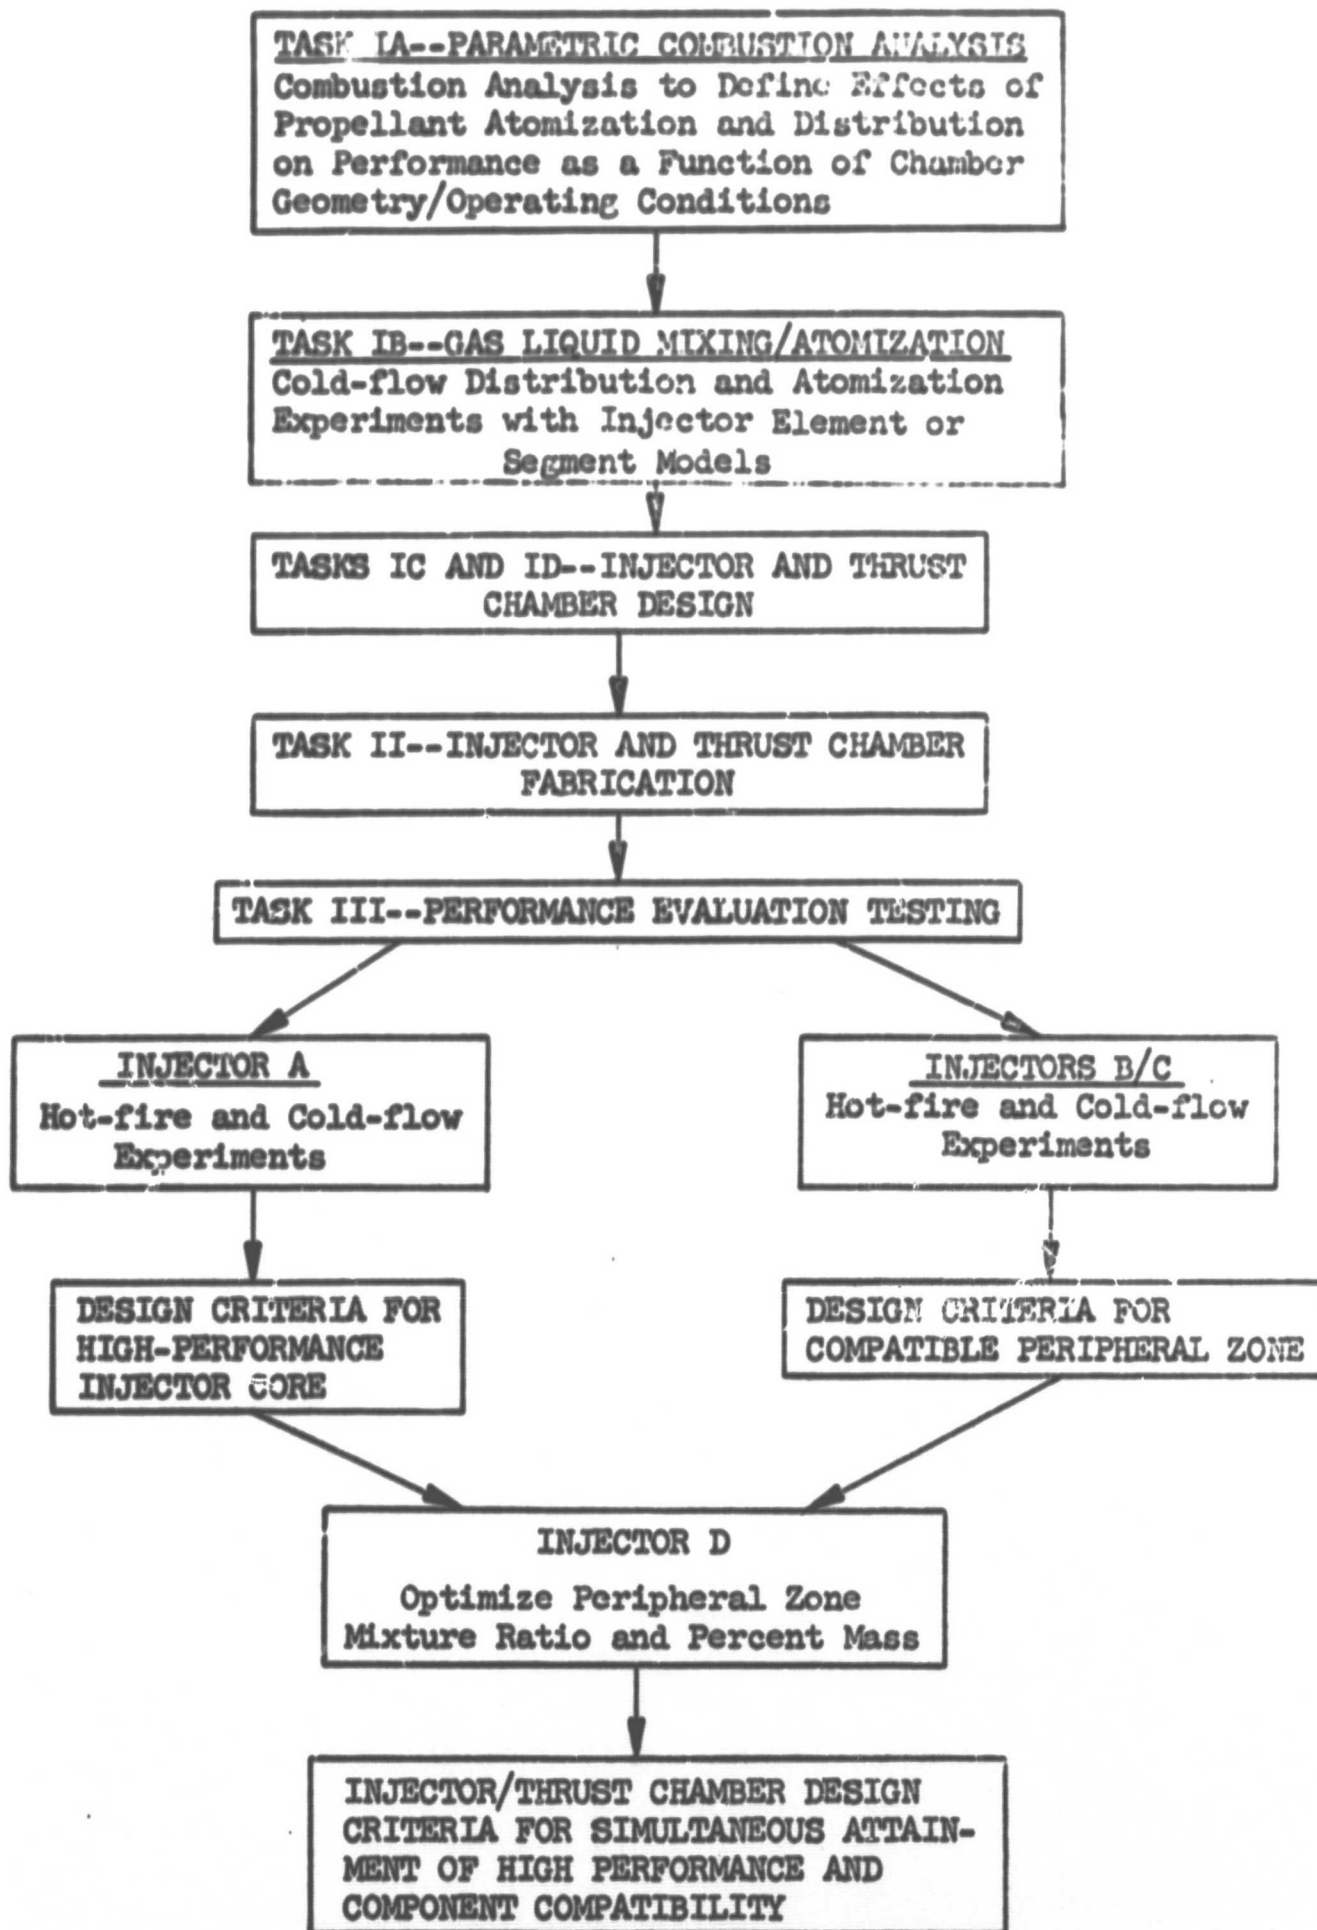 TASK IA--PARAMETRIC COMBUSTION ANALYSIS
Combustion Analysis to Define Effects of
Propellant Atomization and Distribution
on Performance as a Function of Chamber
Geometry/Operating Conditions
TASK IB--GAS LIQUID MIXING/ATOMIZATION
Cold-flow Distribution and Atomization
Experiments with Injector Element or
Segment Models
TASKS IC AND ID--INJECTOR AND THRUST
CHAMBER DESIGN
TASK II--INJECTOR AND THRUST CHAMBER
FABRICATION
TASK III--PERFORMANCE EVALUATION TESTING
INJECTOR A
Hot-fire and Cold-flow
Experiments
INJECTORS B/C
Hot-fire and Cold-flow
Experiments
DESIGN CRITERIA FOR
HIGH-PERFORMANCE
INJECTOR CORE
DESIGN CRITERIA FOR
COMPATIBLE PERIPHERAL ZONE
INJECTOR D
Optimize Peripheral Zone
Mixture Ratio and Percent Mass
INJECTOR/THRUST CHAMBER DESIGN
CRITERIA FOR SIMULTANEOUS ATTAIN-
MENT OF HIGH PERFORMANCE AND
COMPONENT COMPATIBILITY